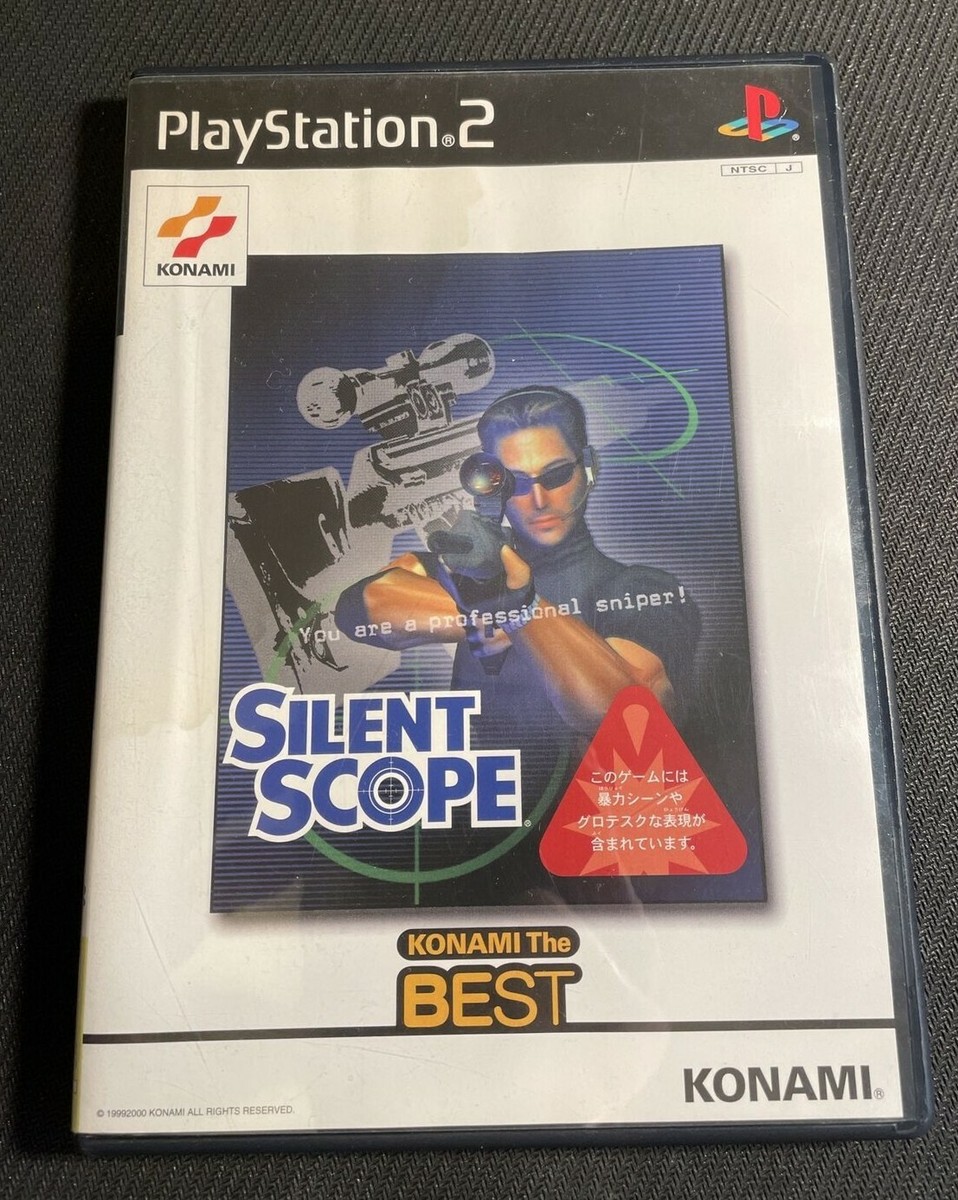 PlayStation®2
NTSC J
KONAMI
You are a professional sniper!
SILENT
SCOPE®
このゲームには
暴力シーンや
グロテスクな表現が
含まれています。
KONAMI The
BEST
KONAMI®
© 19992000 KONAMI ALL RIGHTS RESERVED.